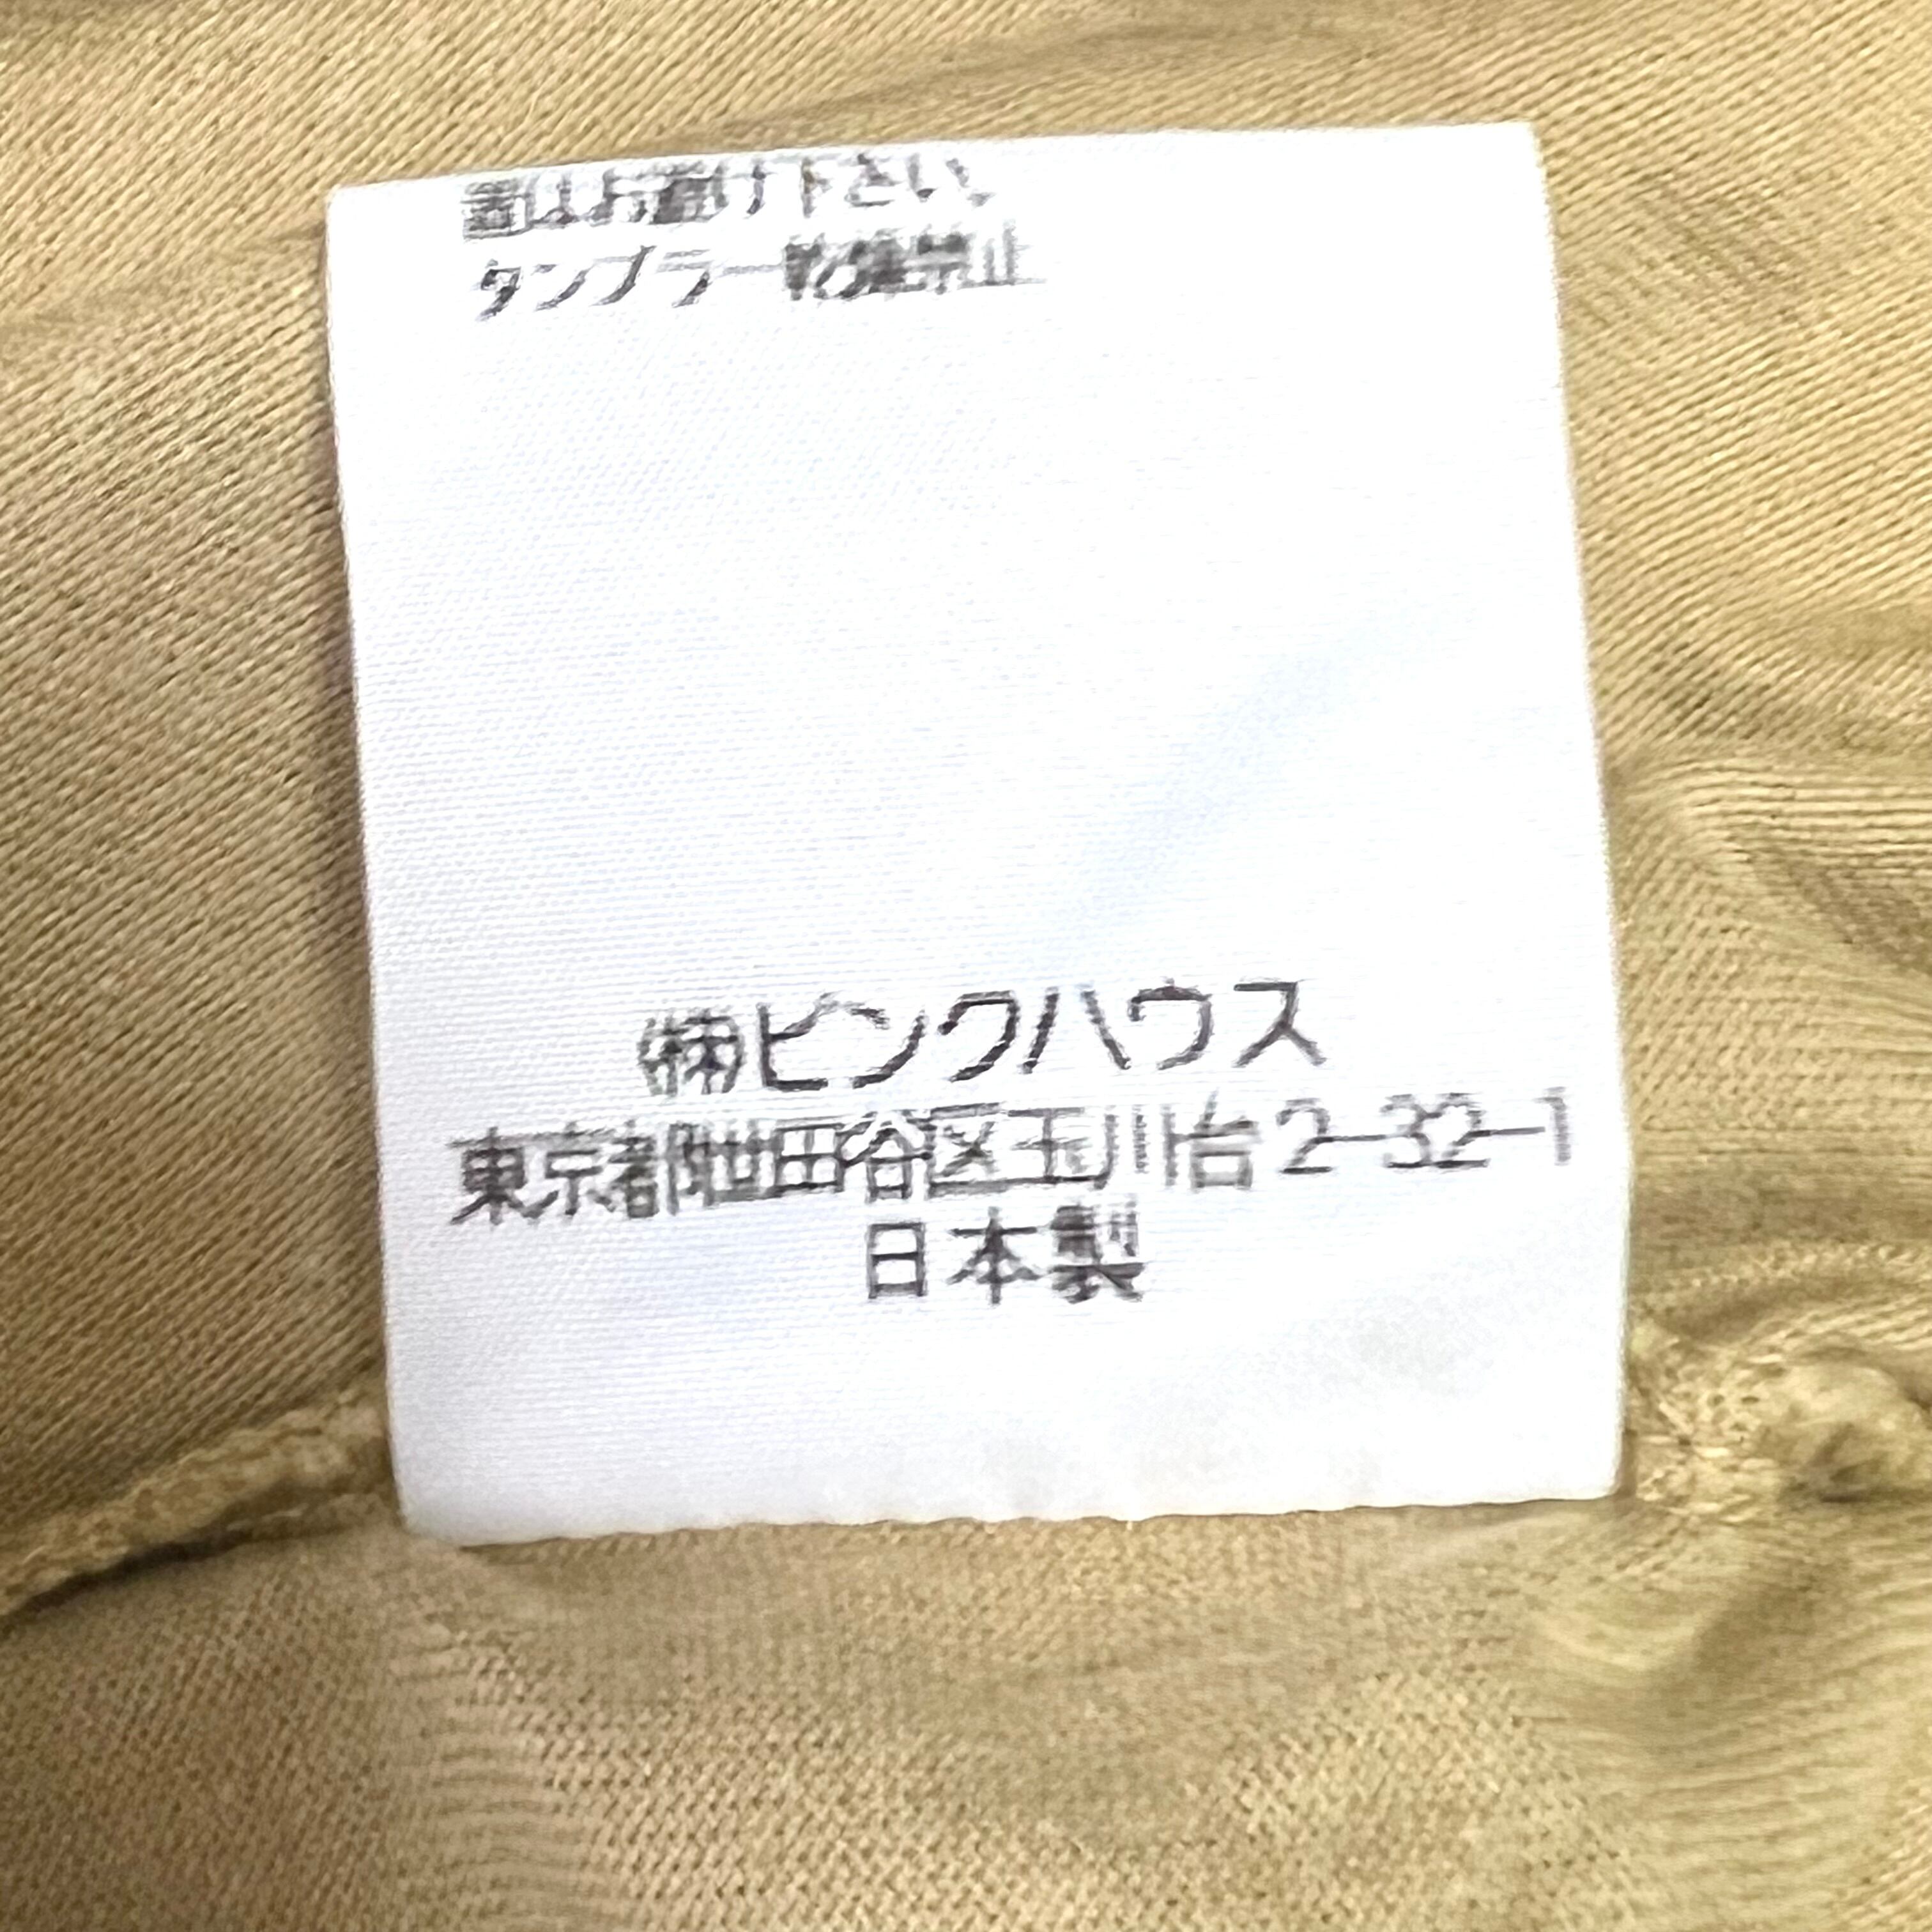 置はお避け下さい。
タンブラー乾燥禁止
㈱ピンクハウス
東京都世田谷区玉川台2-32-1
日本製